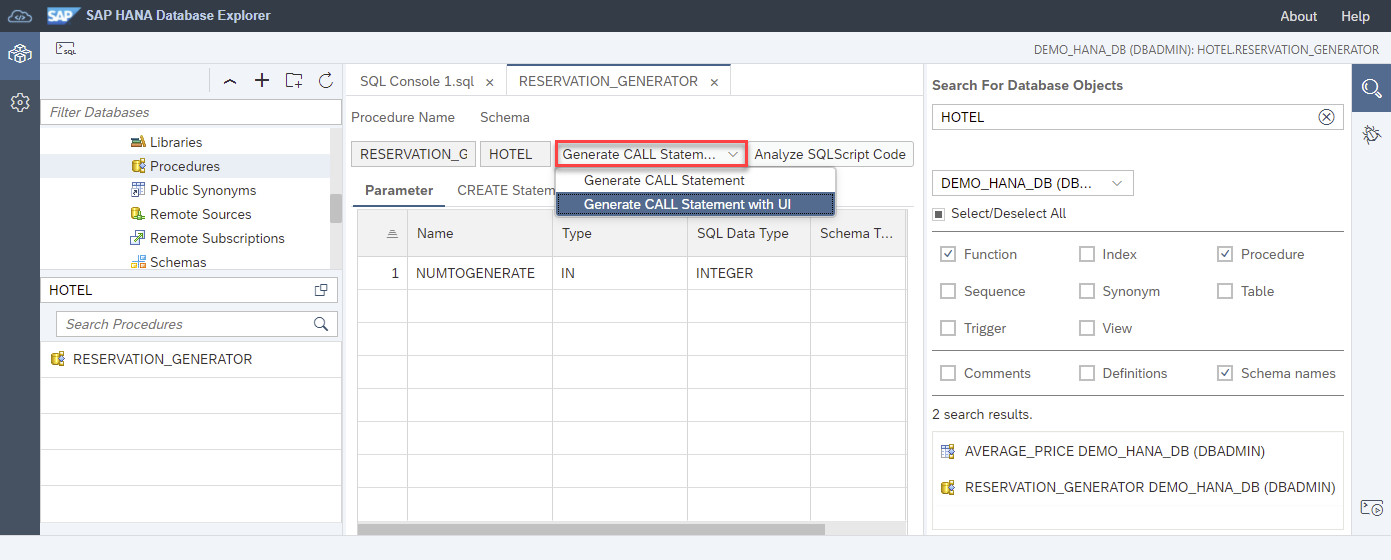 SAP SAP HANA Database Explorer
About Help
SQL
DEMO_HANA_DB (DBADMIN): HOTEL.RESERVATION_GENERATOR
Filter Databases
Libraries
Procedures
Public Synonyms
Remote Sources
Remote Subscriptions
Schemas
HOTEL
Search Procedures
RESERVATION_GENERATOR
SQL Console 1.sql
RESERVATION_GENERATOR
Procedure Name Schema
RESERVATION_G HOTEL Generate CALL Statem... Analyze SQLScript Code
Generate CALL Statement
Generate CALL Statement with UI
Parameter CREATE Statem
Name Type SQL Data Type Schema T...
1 NUMTOGENERATE IN INTEGER
Search For Database Objects
HOTEL
DEMO_HANA_DB (DB...
Select/Deselect All
Function Index Procedure
Sequence Synonym Table
Trigger View
Comments Definitions Schema names
2 search results.
AVERAGE_PRICE DEMO_HANA_DB (DBADMIN)
RESERVATION_GENERATOR DEMO_HANA_DB (DBADMIN)